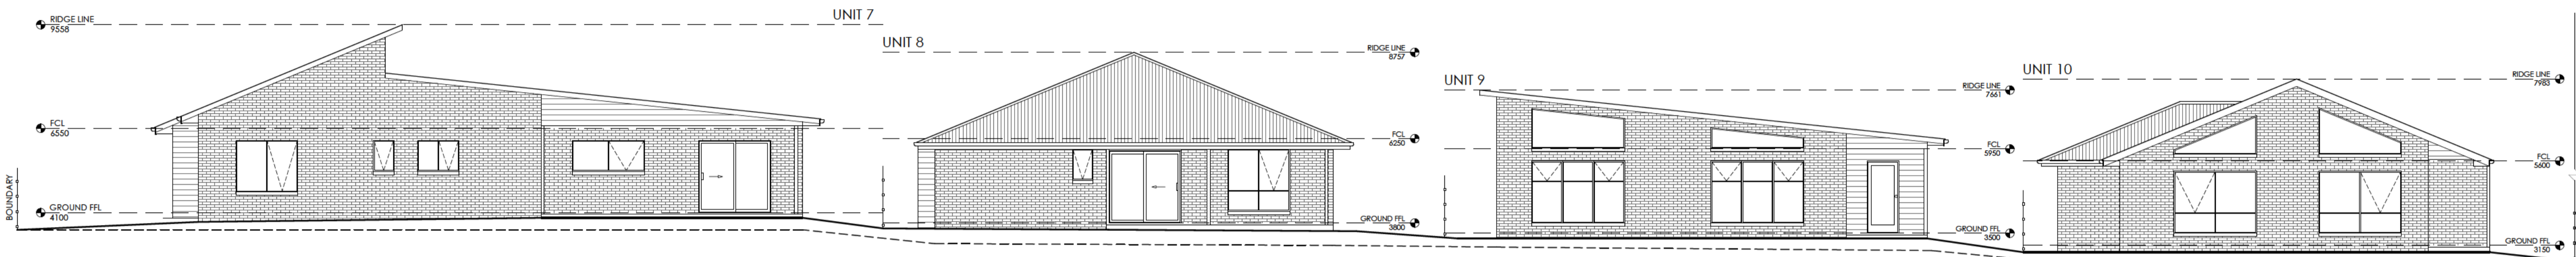 UNIT 7
RIDGE LINE
9558
FCL
6550
GROUND FFL
4100
BOUNDARY
UNIT 8
RIDGE LINE
8757
FCL
6250
GROUND FFL
3800
UNIT 9
RIDGE LINE
7661
FCL
5950
GROUND FFL
3500
UNIT 10
RIDGE LINE
7983
FCL
5600
GROUND FFL
3150